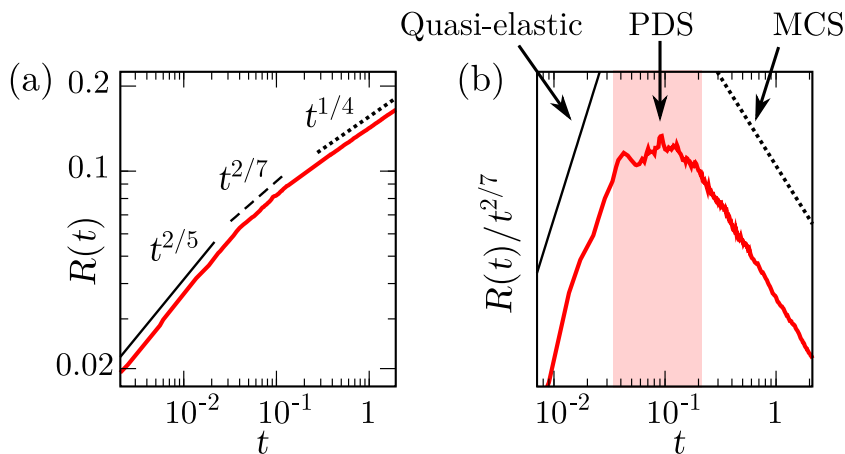 Quasi-elastic PDS MCS
(a)
0.2
0.1
0.02
R(t)
t^{2/5}
t^{2/7}
t^{1/4}
10^{-2} 10^{-1} 1
t
(b)
R(t)/t^{2/7}
10^{-2} 10^{-1} 1
t